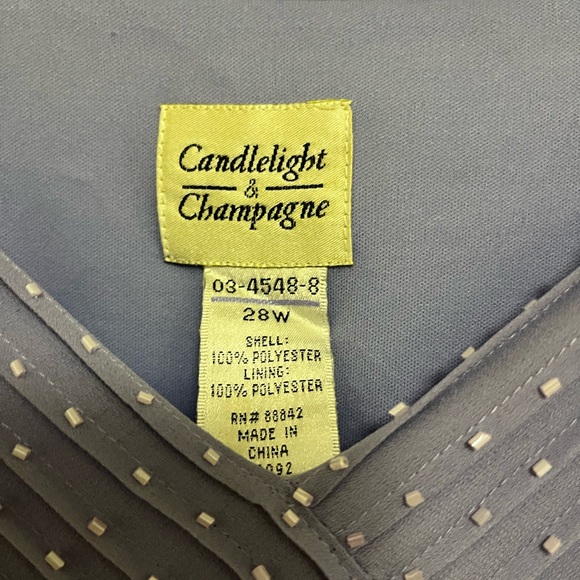 Candlelight
&
Champagne
03-4548-8
28W
SHELL:
100% POLYESTER
LINING:
100% POLYESTER
RN# 88842
MADE IN
CHINA